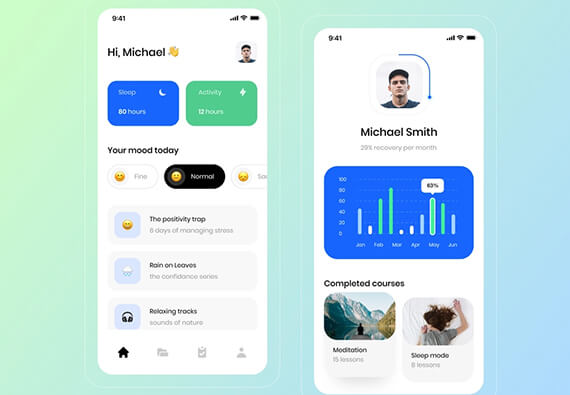 9:41
Hi, Michael 👋
Sleep
80 hours
Activity
12 hours
Your mood today
Fine
Normal
The positivity trap
6 days of managing stress
Rain on Leaves
the confidance series
Relaxing tracks
sounds of nature
9:41
Michael Smith
29% recovery per month
63%
100
80
60
40
20
0
Jan Feb Mar Apr May Jun
Completed courses
Meditation
15 lessons
Sleep mode
8 lessons